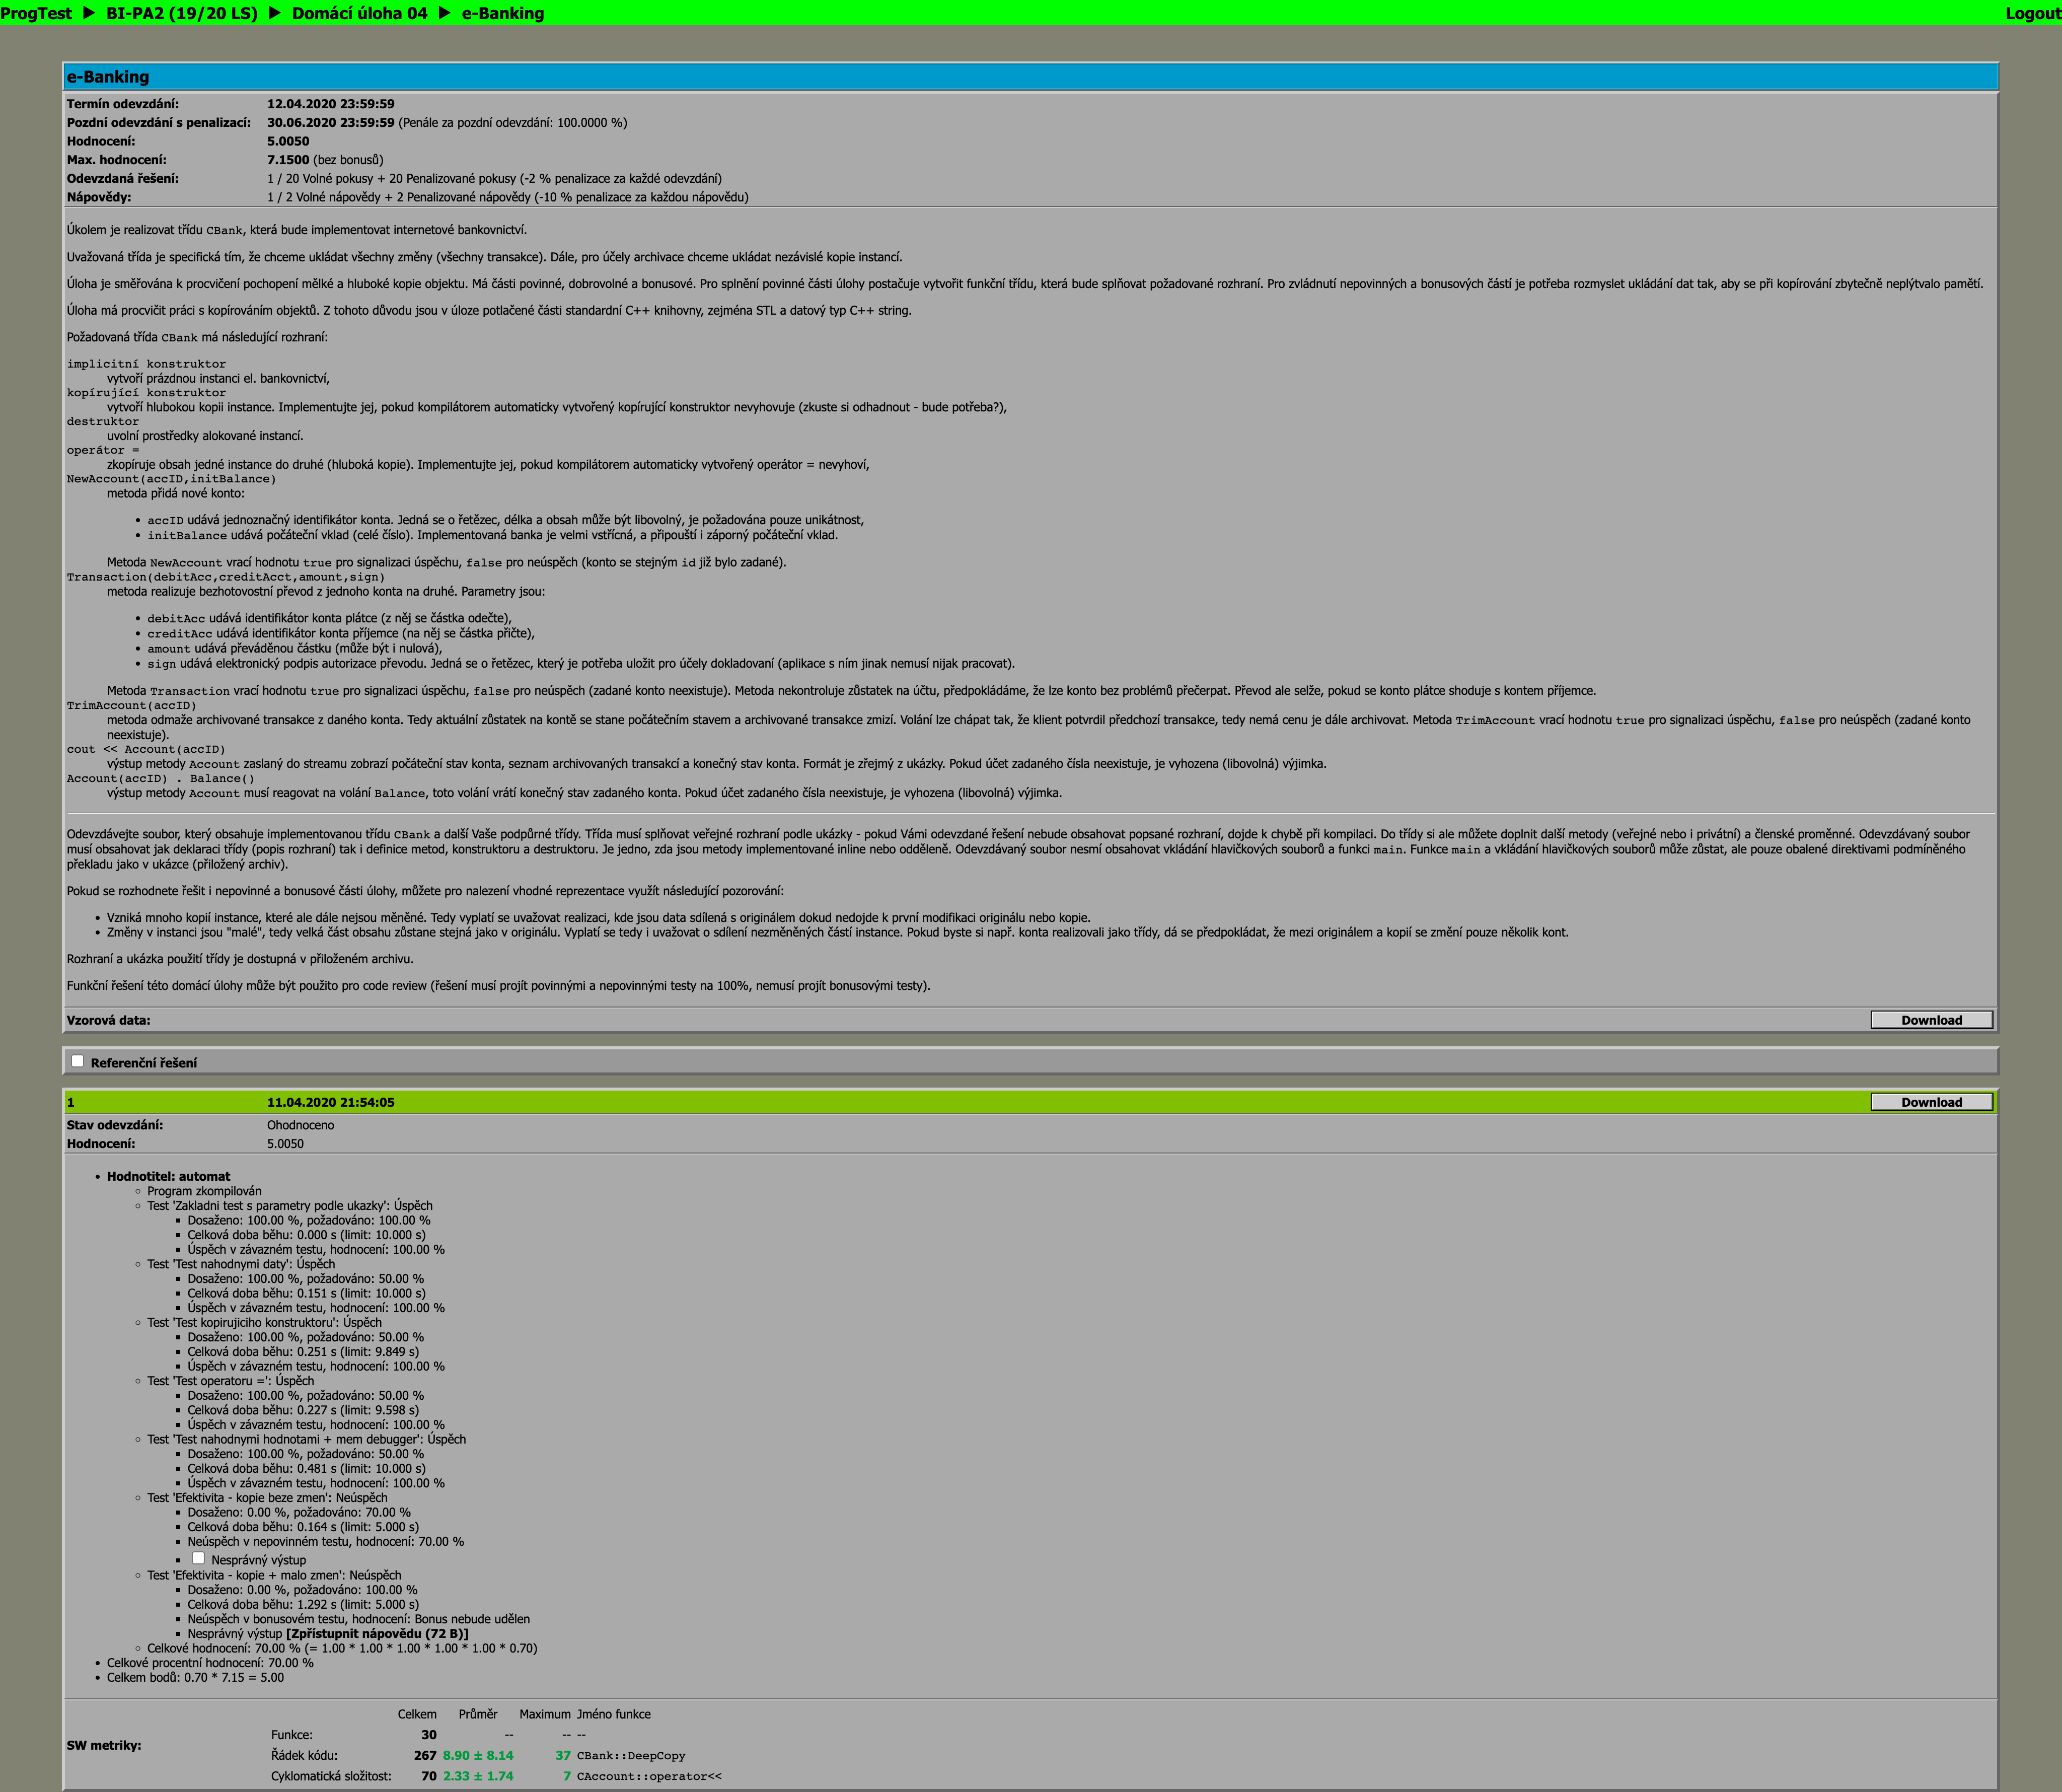 ProgTest ▶ BI-PA2 (19/20 LS) ▶ Domácí úloha 04 ▶ e-Banking Logout
e-Banking
Termín odevzdání: 12.04.2020 23:59:59
Pozdní odevzdání s penalizací: 30.06.2020 23:59:59 (Penále za pozdní odevzdání: 100.0000 %)
Hodnocení: 5.0050
Max. hodnocení: 7.1500 (bez bonusů)
Odevzdaná řešení: 1 / 20 Volné pokusy + 20 Penalizované pokusy (-2 % penalizace za každé odevzdání)
Nápovědy: 1 / 2 Volné nápovědy + 2 Penalizované nápovědy (-10 % penalizace za každou nápovědu)
Úkolem je realizovat třídu CBank, která bude implementovat internetové bankovnictví.
Uvažovaná třída je specifická tím, že chceme ukládat všechny změny (všechny transakce). Dále, pro účely archivace chceme ukládat nezávislé kopie instancí.
Úloha je směřována k procvičení pochopení mělké a hluboké kopie objektu. Má části povinné, dobrovolné a bonusové. Pro splnění povinné části úlohy postačuje vytvořit funkční třídu, která bude splňovat požadované rozhraní. Pro zvládnutí nepovinných a bonusových částí je potřeba rozmyslet ukládání dat tak, aby se při kopírování zbytečně neplýtvalo pamětí.
Úloha má procvičit práci s kopírováním objektů. Z tohoto důvodu jsou v úloze potlačené části standardní C++ knihovny, zejména STL a datový typ C++ string.
Požadovaná třída CBank má následující rozhraní:
implicitní konstruktor
vytvoří prázdnou instanci el. bankovnictví,
kopírující konstruktor
vytvoří hlubokou kopii instance. Implementujte jej, pokud kompilátorem automaticky vytvořený kopírující konstruktor nevyhovuje (zkuste si odhadnout - bude potřeba?),
destruktor
uvolní prostředky alokované instancí.
operátor =
zkopíruje obsah jedné instance do druhé (hluboká kopie). Implementujte jej, pokud kompilátorem automaticky vytvořený operátor = nevyhoví,
NewAccount(accID,initBalance)
metoda přidá nové konto:
• accID udává jednoznačný identifikátor konta. Jedná se o řetězec, délka a obsah může být libovolný, je požadována pouze unikátnost,
• initBalance udává počáteční vklad (celé číslo). Implementovaná banka je velmi vstřícná, a připouští i záporný počáteční vklad.
Metoda NewAccount vrací hodnotu true pro signalizaci úspěchu, false pro neúspěch (konto se stejným id již bylo zadané).
Transaction(debitAcc,creditAcct,amount,sign)
metoda realizuje bezhotovostní převod z jednoho konta na druhé. Parametry jsou:
• debitAcc udává identifikátor konta plátce (z něj se částka odečte),
• creditAcc udává identifikátor konta příjemce (na něj se částka přičte),
• amount udává převáděnou částku (může být i nulová),
• sign udává elektronický podpis autorizace převodu. Jedná se o řetězec, který je potřeba uložit pro účely dokladovaní (aplikace s ním jinak nemusí nijak pracovat).
Metoda Transaction vrací hodnotu true pro signalizaci úspěchu, false pro neúspěch (zadané konto neexistuje). Metoda nekontroluje zůstatek na účtu, předpokládáme, že lze konto bez problémů přečerpat. Převod ale selže, pokud se konto plátce shoduje s kontem příjemce.
TrimAccount(accID)
metoda odmaže archivované transakce z daného konta. Tedy aktuální zůstatek na kontě se stane počátečním stavem a archivované transakce zmizí. Volání lze chápat tak, že klient potvrdil předchozí transakce, tedy nemá cenu je dále archivovat. Metoda TrimAccount vrací hodnotu true pro signalizaci úspěchu, false pro neúspěch (zadané konto
neexistuje).
cout << Account(accID)
výstup metody Account zaslaný do streamu zobrazí počáteční stav konta, seznam archivovaných transakcí a konečný stav konta. Formát je zřejmý z ukázky. Pokud účet zadaného čísla neexistuje, je vyhozena (libovolná) výjimka.
Account(accID) . Balance()
výstup metody Account musí reagovat na volání Balance, toto volání vrátí konečný stav zadaného konta. Pokud účet zadaného čísla neexistuje, je vyhozena (libovolná) výjimka.
Odevzdávejte soubor, který obsahuje implementovanou třídu CBank a další Vaše podpůrné třídy. Třída musí splňovat veřejné rozhraní podle ukázky - pokud Vámi odevzdané řešení nebude obsahovat popsané rozhraní, dojde k chybě při kompilaci. Do třídy si ale můžete doplnit další metody (veřejné nebo i privátní) a členské proměnné. Odevzdávaný soubor
musí obsahovat jak deklaraci třídy (popis rozhraní) tak i definice metod, konstruktoru a destruktoru. Je jedno, zda jsou metody implementované inline nebo odděleně. Odevzdávaný soubor nesmí obsahovat vkládání hlavičkových souborů a funkci main. Funkce main a vkládání hlavičkových souborů může zůstat, ale pouze obalené direktivami podmíněného
překladu jako v ukázce (přiložený archiv).
Pokud se rozhodnete řešit i nepovinné a bonusové části úlohy, můžete pro nalezení vhodné reprezentace využít následující pozorování:
• Vzniká mnoho kopií instance, které ale dále nejsou měněné. Tedy vyplatí se uvažovat realizaci, kde jsou data sdílená s originálem dokud nedojde k první modifikaci originálu nebo kopie.
• Změny v instanci jsou "malé", tedy velká část obsahu zůstane stejná jako v originálu. Vyplatí se tedy i uvažovat o sdílení nezměněných částí instance. Pokud byste si např. konta realizovali jako třídy, dá se předpokládat, že mezi originálem a kopií se změní pouze několik kont.
Rozhraní a ukázka použití třídy je dostupná v přiloženém archivu.
Funkční řešení této domácí úlohy může být použito pro code review (řešení musí projít povinnými a nepovinnými testy na 100%, nemusí projít bonusovými testy).
Vzorová data: Download
Referenční řešení
1 11.04.2020 21:54:05 Download
Stav odevzdání: Ohodnoceno
Hodnocení: 5.0050
• Hodnotitel: automat
◦ Program zkompilován
◦ Test 'Zakladni test s parametry podle ukazky': Úspěch
▪ Dosaženo: 100.00 %, požadováno: 100.00 %
▪ Celková doba běhu: 0.000 s (limit: 10.000 s)
▪ Úspěch v závazném testu, hodnocení: 100.00 %
◦ Test 'Test nahodnymi daty': Úspěch
▪ Dosaženo: 100.00 %, požadováno: 50.00 %
▪ Celková doba běhu: 0.151 s (limit: 10.000 s)
▪ Úspěch v závazném testu, hodnocení: 100.00 %
◦ Test 'Test kopirujiciho konstruktoru': Úspěch
▪ Dosaženo: 100.00 %, požadováno: 50.00 %
▪ Celková doba běhu: 0.251 s (limit: 9.849 s)
▪ Úspěch v závazném testu, hodnocení: 100.00 %
◦ Test 'Test operatoru =': Úspěch
▪ Dosaženo: 100.00 %, požadováno: 50.00 %
▪ Celková doba běhu: 0.227 s (limit: 9.598 s)
▪ Úspěch v závazném testu, hodnocení: 100.00 %
◦ Test 'Test nahodnymi hodnotami + mem debugger': Úspěch
▪ Dosaženo: 100.00 %, požadováno: 50.00 %
▪ Celková doba běhu: 0.481 s (limit: 10.000 s)
▪ Úspěch v závazném testu, hodnocení: 100.00 %
◦ Test 'Efektivita - kopie beze zmen': Neúspěch
▪ Dosaženo: 0.00 %, požadováno: 70.00 %
▪ Celková doba běhu: 0.164 s (limit: 5.000 s)
▪ Neúspěch v nepovinném testu, hodnocení: 70.00 %
▪ Nesprávný výstup
◦ Test 'Efektivita - kopie + malo zmen': Neúspěch
▪ Dosaženo: 0.00 %, požadováno: 100.00 %
▪ Celková doba běhu: 1.292 s (limit: 5.000 s)
▪ Neúspěch v bonusovém testu, hodnocení: Bonus nebude udělen
▪ Nesprávný výstup [Zpřístupnit nápovědu (72 B)]
◦ Celkové hodnocení: 70.00 % (= 1.00 * 1.00 * 1.00 * 1.00 * 1.00 * 0.70)
• Celkové procentní hodnocení: 70.00 %
• Celkem bodů: 0.70 * 7.15 = 5.00
SW metriky:
Celkem Průměr Maximum Jméno funkce
Funkce: 30 -- -- --
Řádek kódu: 267 8.90 ± 8.14 37 CBank::DeepCopy
Cyklomatická složitost: 70 2.33 ± 1.74 7 CAccount::operator<<